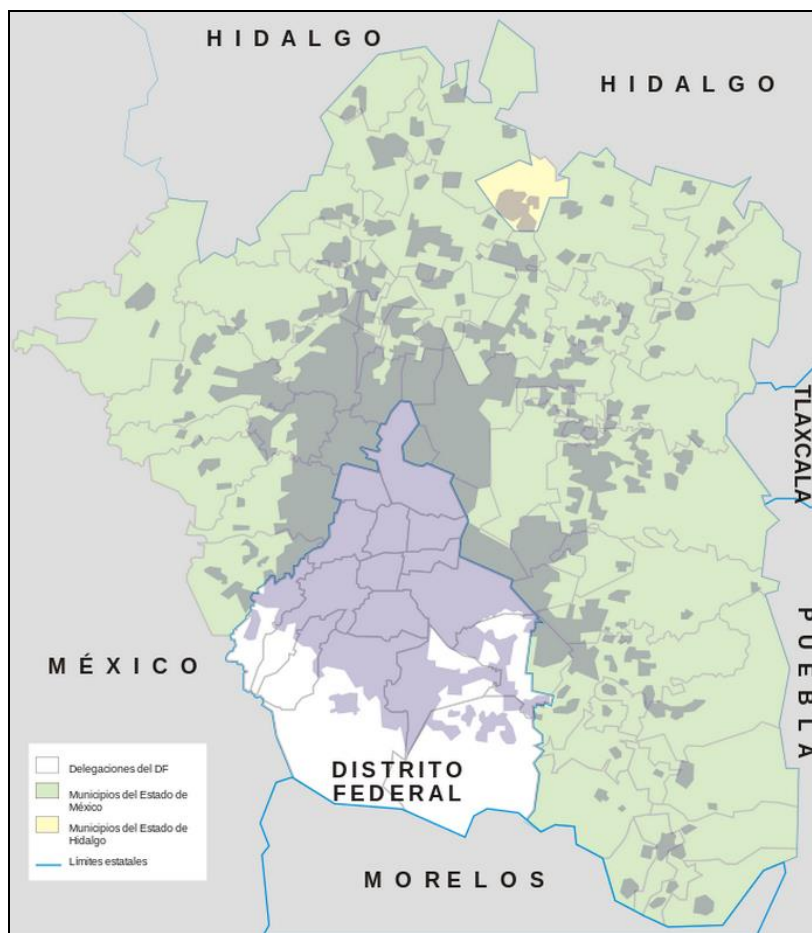 HIDALGO
HIDALGO
TLAXCALA
PUEBLA
MÉXICO
DISTRITO
FEDERAL
MORELOS
Delegaciones del DF
Municipios del Estado de
México
Municipios del Estado de
Hidalgo
Límites estatales